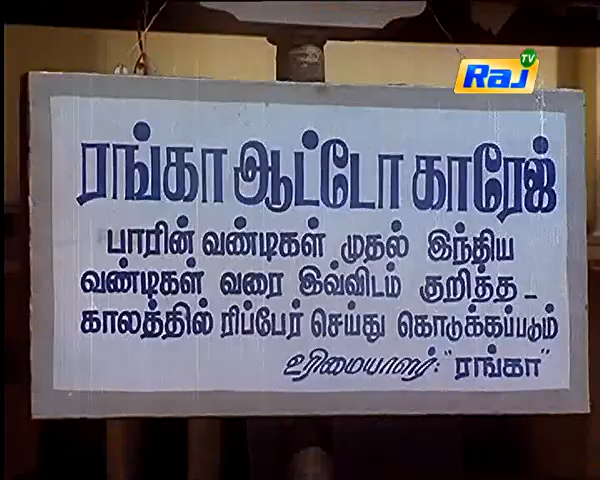 Raj TV
ரங்கா ஆட்டோ காரேஜ்
பாரின் வண்டிகள் முதல் இந்திய
வண்டிகள் வரை இவ்விடம் குறித்த _
காலத்தில் ரிப்பேர் செய்து கொடுக்கப்படும்
உரிமையாளர்: "ரங்கா"